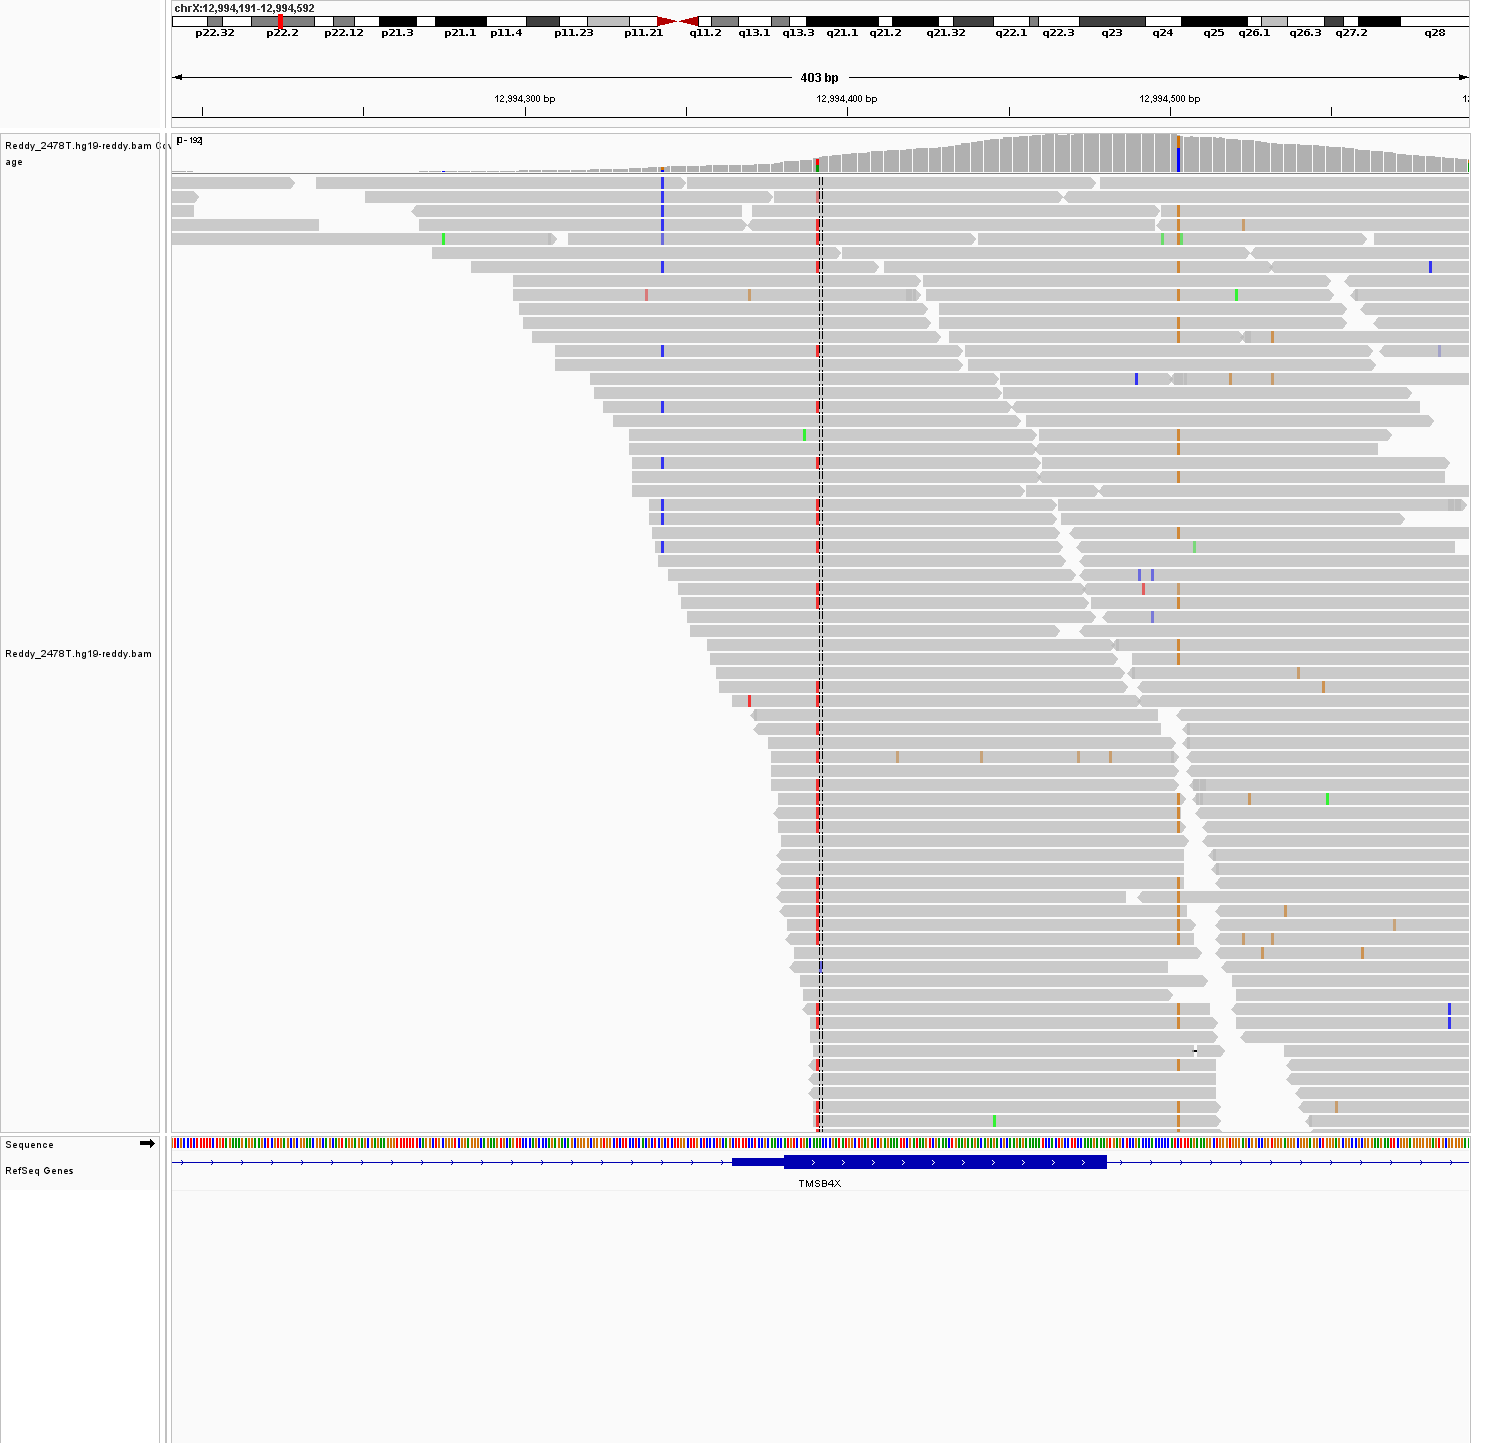 chrX:12,994,191-12,994,592
p22.32 p22.2 p22.12 p21.3 p21.1 p11.4 p11.23 p11.21 q11.2 q13.1 q13.3 q21.1 q21.2 q21.32 q22.1 q22.3 q23 q24 q25 q26.1 q26.3 q27.2 q28
403 bp
12,994,300 bp 12,994,400 bp 12,994,500 bp 12
[0 - 192]
Reddy_2478T.hg19-reddy.bam Cov
age
Reddy_2478T.hg19-reddy.bam
Sequence
RefSeq Genes
TMSB4X